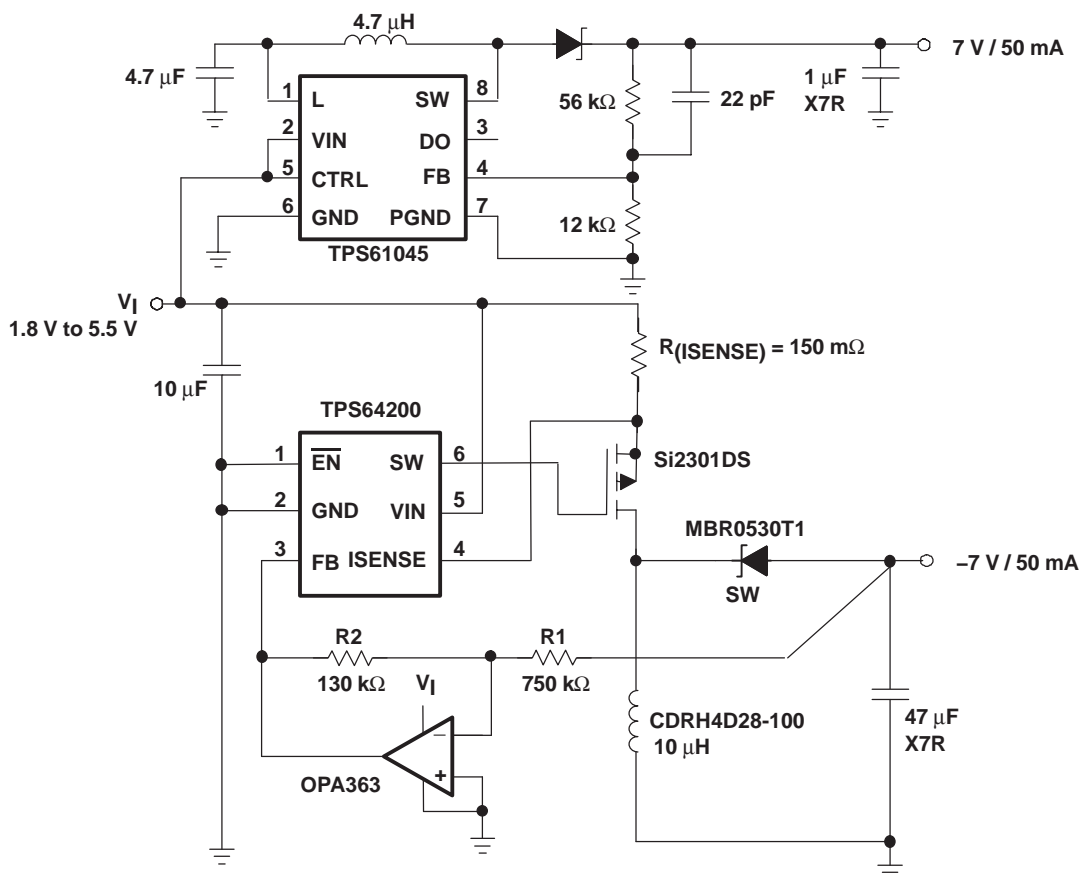 4.7 μH
7 V / 50 mA
4.7 μF
1 L
SW 8
56 kΩ
22 pF
1 μF
X7R
2 VIN
DO 3
5 CTRL
FB 4
6 GND
PGND 7
12 kΩ
TPS61045
VI
1.8 V to 5.5 V
R(ISENSE) = 150 mΩ
10 μF
TPS64200
1 EN
SW 6
Si2301DS
2 GND
VIN 5
MBR0530T1
3 FB
ISENSE 4
–7 V / 50 mA
SW
R2
R1
130 kΩ
750 kΩ
VI
CDRH4D28-100
10 μH
47 μF
X7R
–
+
OPA363